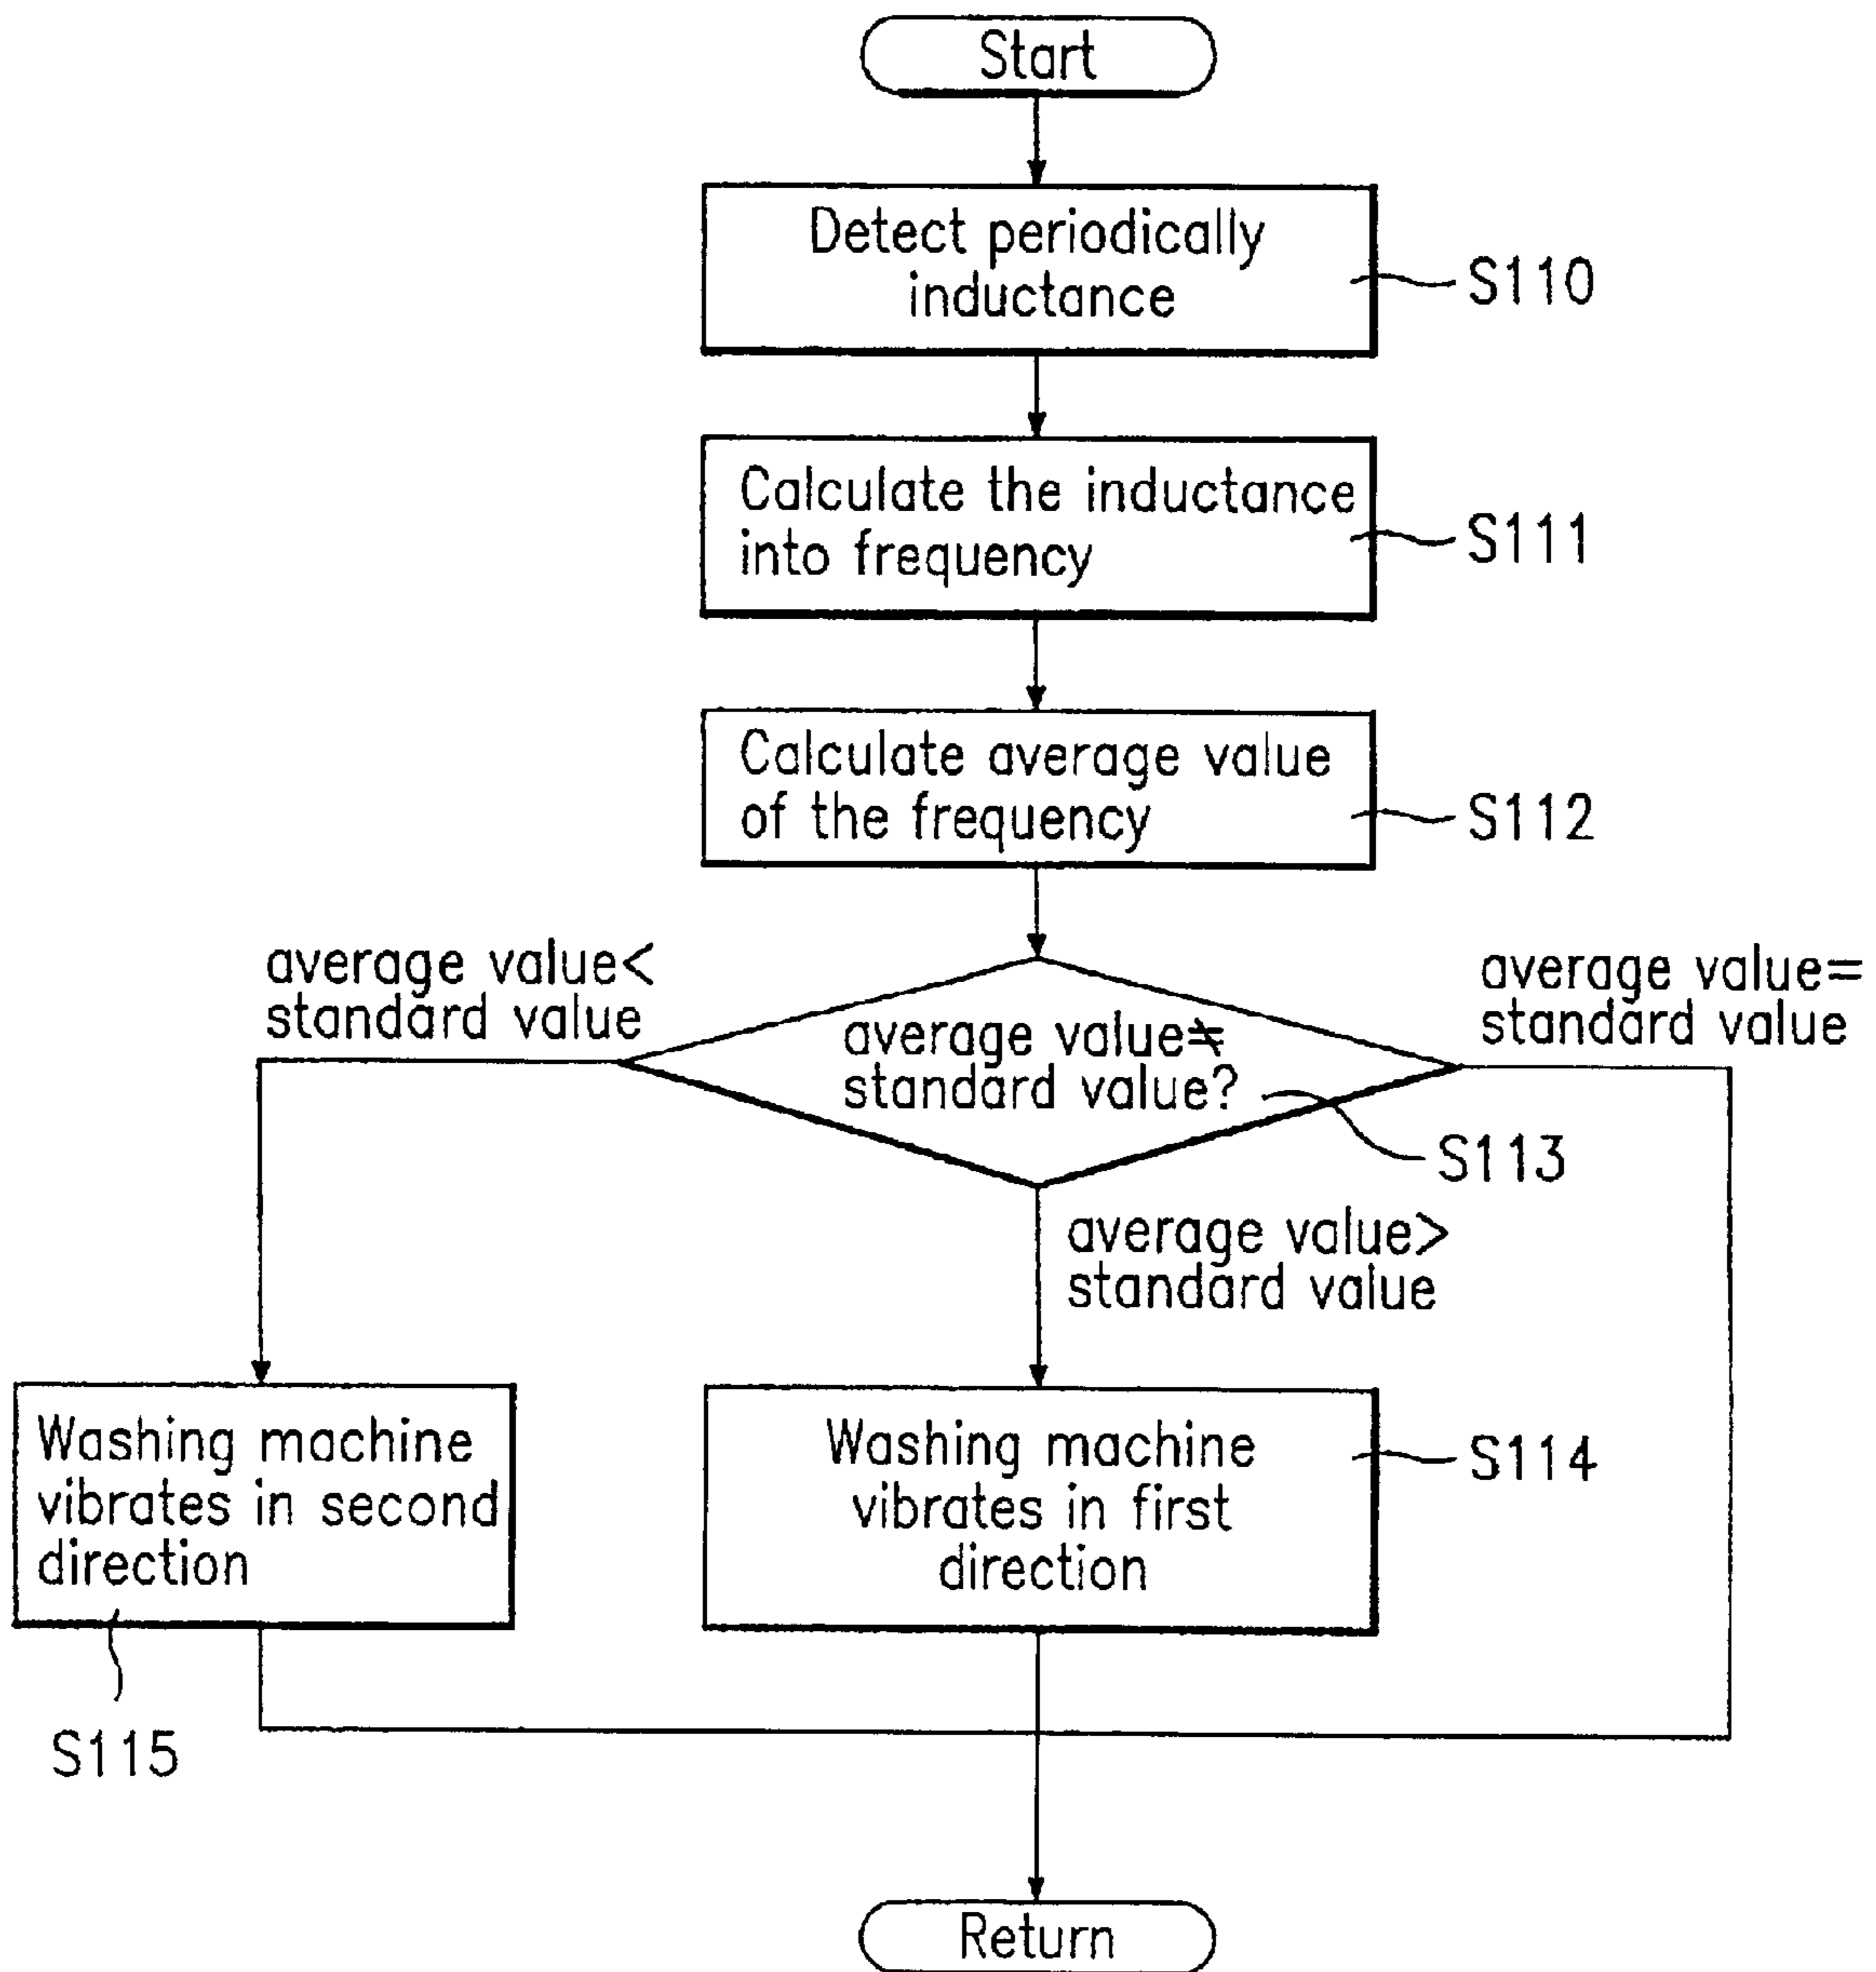 Start
Detect periodically
inductance
S110
Calculate the inductance
into frequency
S111
Calculate average value
of the frequency
S112
average value<
standard value
average value≠
standard value?
average value=
standard value
S113
average value>
standard value
Washing machine
vibrates in second
direction
S115
Washing machine
vibrates in first
direction
S114
Return